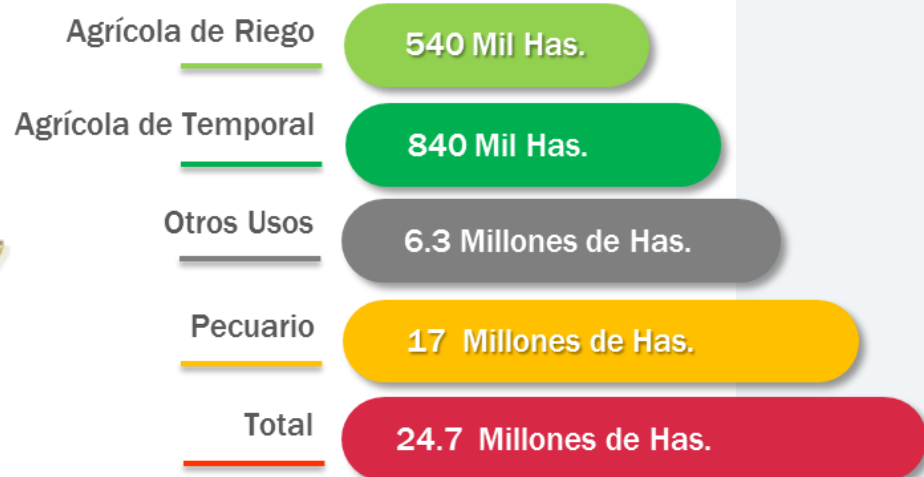 Agrícola de Riego
540 Mil Has.
Agrícola de Temporal
840 Mil Has.
Otros Usos
6.3 Millones de Has.
Pecuario
17 Millones de Has.
Total
24.7 Millones de Has.